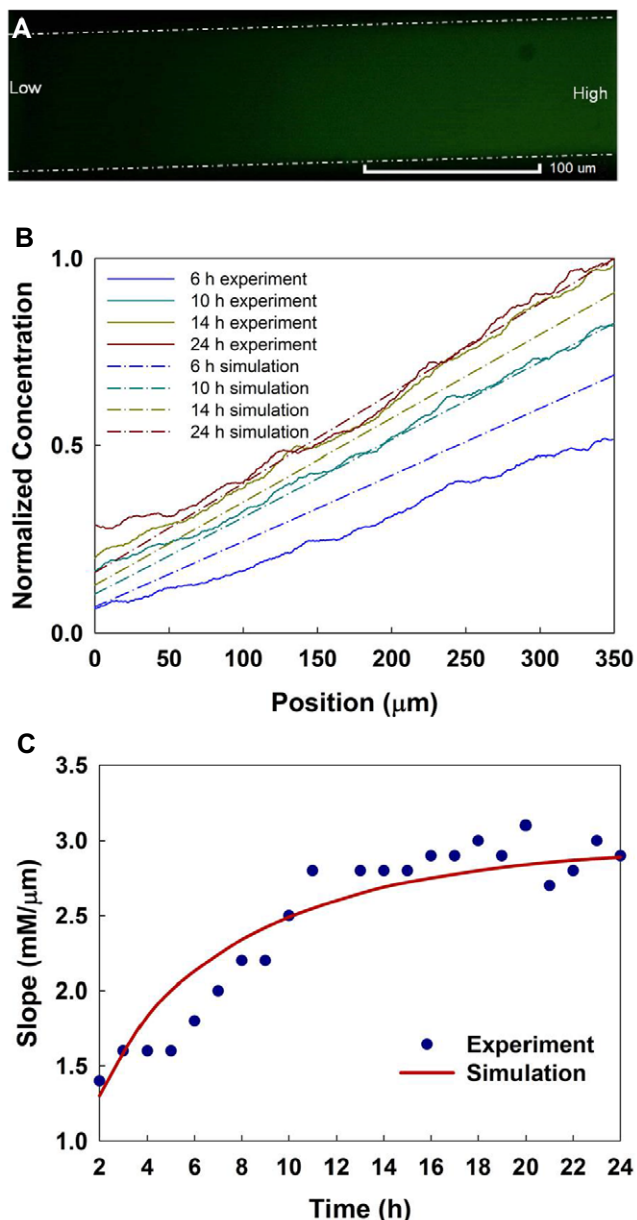 A
Low
High
100 um
B
1.0
0.5
0.0
Normalized Concentration
6 h experiment
10 h experiment
14 h experiment
24 h experiment
6 h simulation
10 h simulation
14 h simulation
24 h simulation
0 50 100 150 200 250 300 350
Position (μm)
C
3.5
3.0
2.5
2.0
1.5
1.0
Slope (mM/μm)
Experiment
Simulation
2 4 6 8 10 12 14 16 18 20 22 24
Time (h)